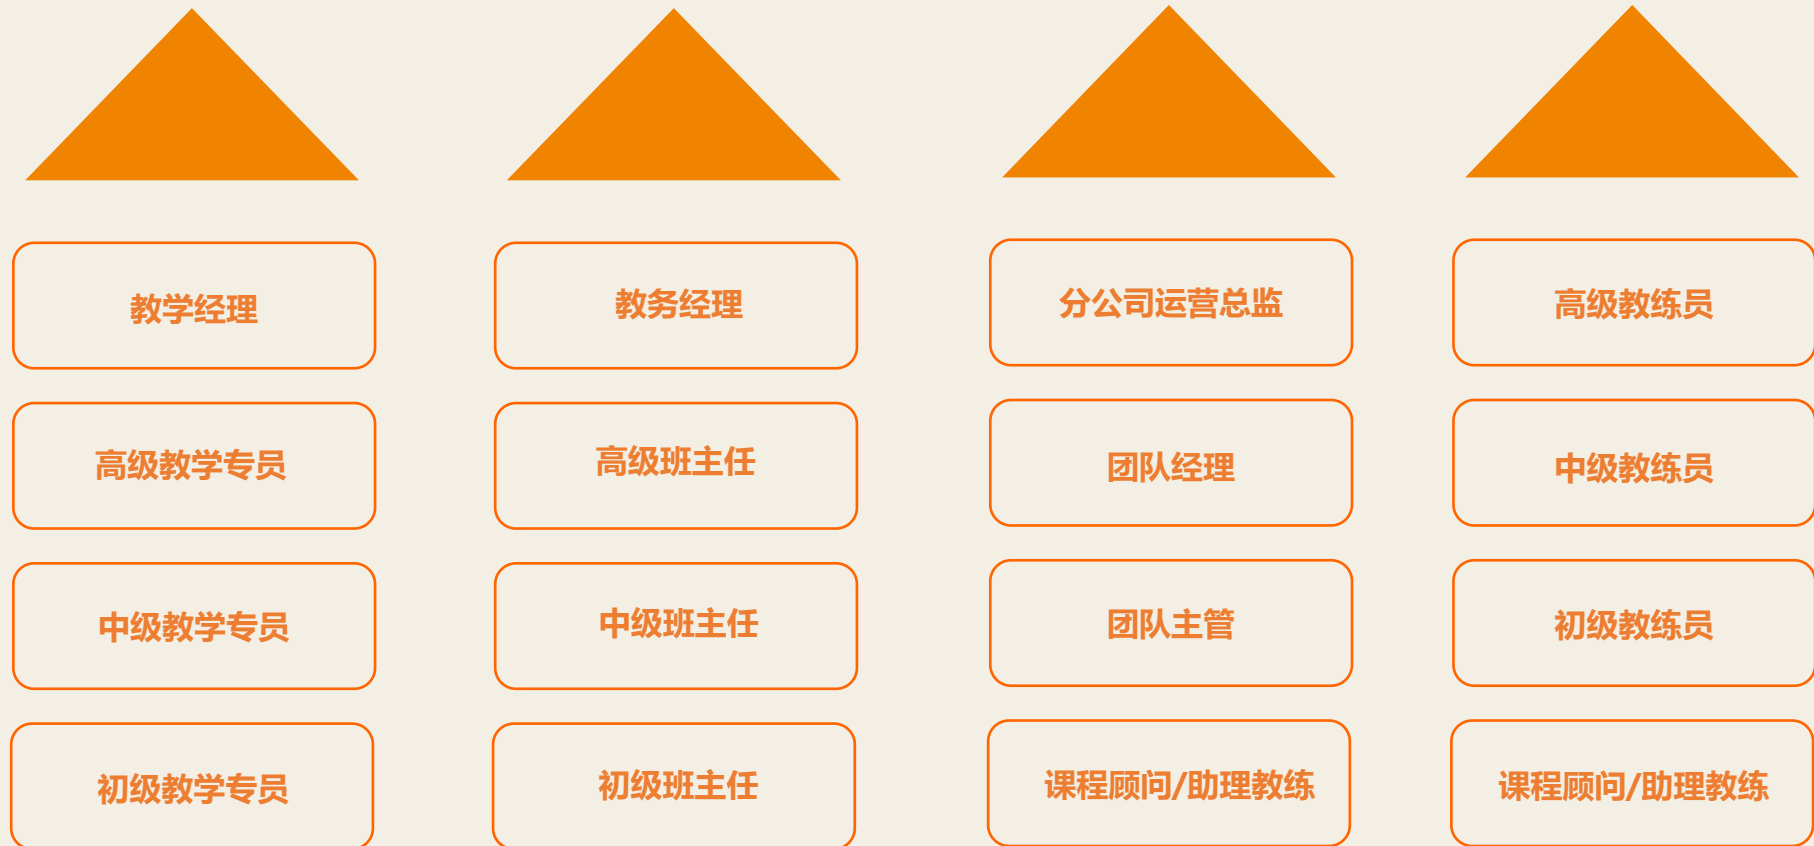 教学经理
教务经理
分公司运营总监
高级教练员
高级教学专员
高级班主任
团队经理
中级教练员
中级教学专员
中级班主任
团队主管
初级教练员
初级教学专员
初级班主任
课程顾问/助理教练
课程顾问/助理教练